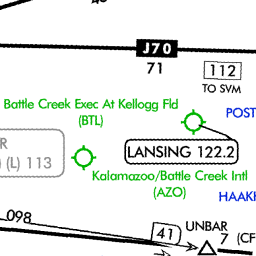 J70
71
112
TO SVM
Battle Creek Exec At Kellogg Fld
(BTL)
POST
R
(L) 113
LANSING 122.2
Kalamazoo/Battle Creek Intl
(AZO)
HAAKH
098
41
UNBAR
7 (CF